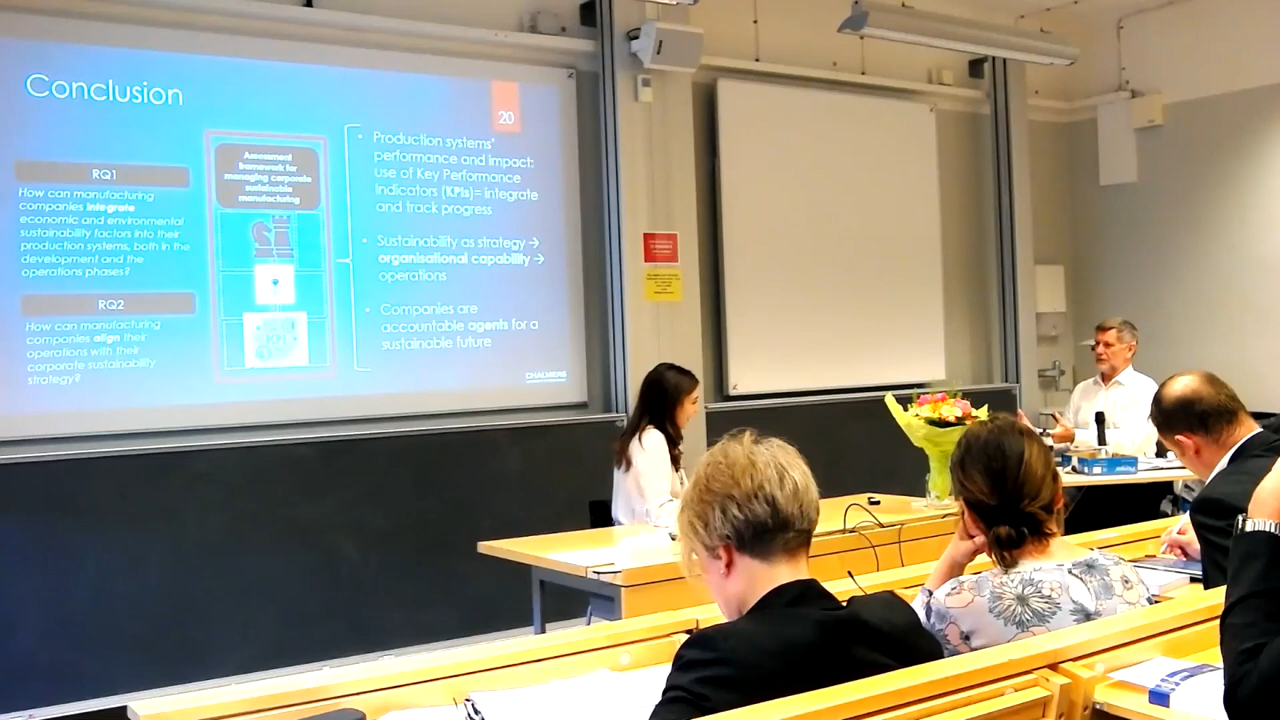 Conclusion
20
RQ1
How can manufacturing
companies integrate
economic and environmental
sustainability factors into their
production systems, both in the
development and the
operations phases?
RQ2
How can manufacturing
companies align their
operations with their
corporate sustainability
strategy?
Assessment
framework for
managing corporate
sustainable
manufacturing
KPI
• Production systems'
performance and impact:
use of Key Performance
Indicators (KPIs)= integrate
and track progress
• Sustainability as strategy →
organisational capability →
operations
• Companies are
accountable agents for a
sustainable future
CHALMERS